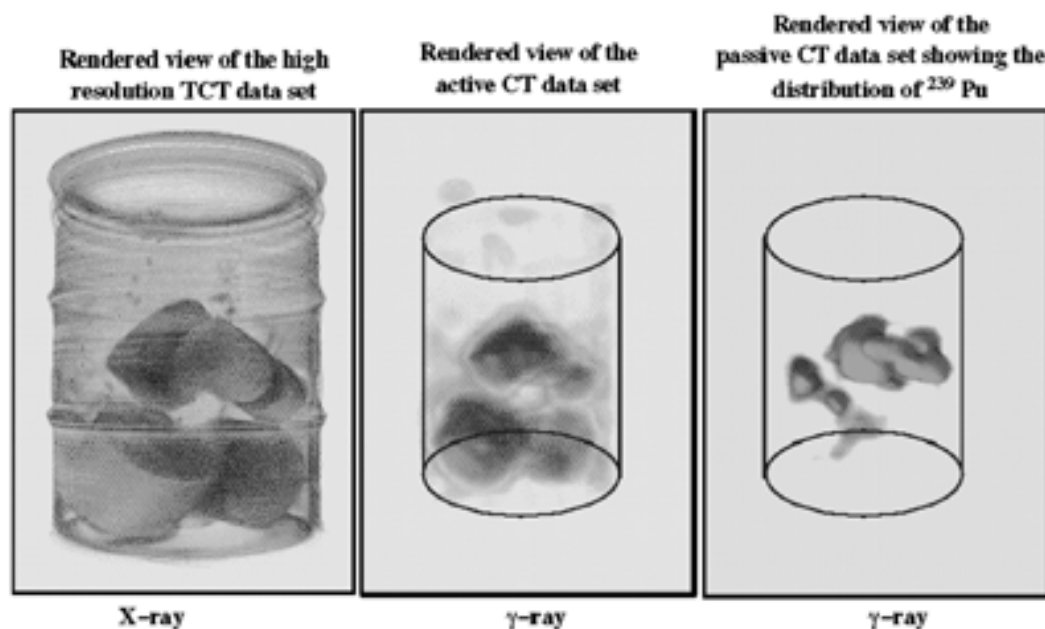 Rendered view of the high
resolution TCT data set
Rendered view of the
active CT data set
Rendered view of the
passive CT data set showing the
distribution of ²³⁹ Pu
X-ray
γ-ray
γ-ray